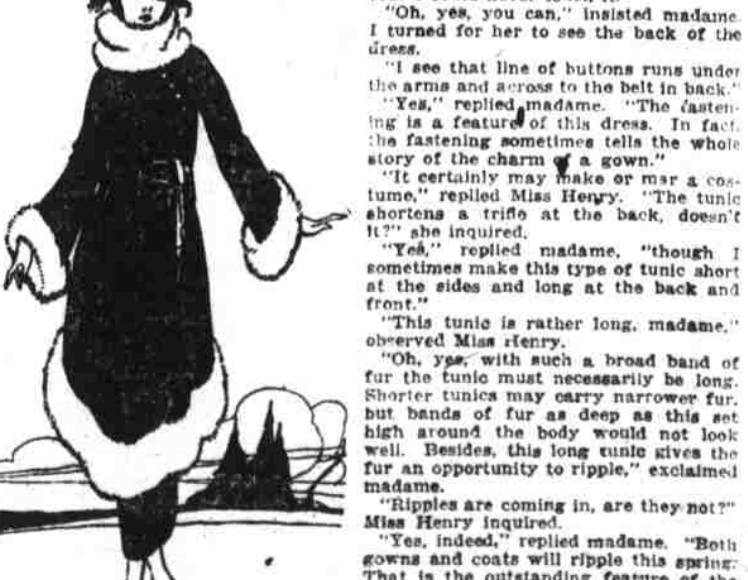 "Oh, yes, you can," insisted madame.
I turned for her to see the back of the
dress.
"I see that line of buttons runs under
the arms and across to the belt in back."
"Yes," replied madame. "The fasten-
ing is a feature of this dress. In fact,
the fastening sometimes tells the whole
story of the charm of a gown."
"It certainly may make or mar a cos-
tume," replied Miss Henry. "The tunic
shortens a trifle at the back, doesn't
it?" she inquired.
"Yes," replied madame, "though I
sometimes make this type of tunic short
at the sides and long at the back and
front."
"This tunic is rather long, madame,"
observed Miss Henry.
"Oh, yes, with such a broad band of
fur the tunic must necessarily be long.
Shorter tunics may carry narrower fur,
but bands of fur as deep as this set
high around the body would not look
well. Besides, this long tunic gives the
fur an opportunity to ripple," exclaimed
madame.
"Ripples are coming in, are they not?"
Miss Henry inquired.
"Yes, indeed," replied madame. "Both
gowns and coats will ripple this spring.
That is the outstanding feature of the